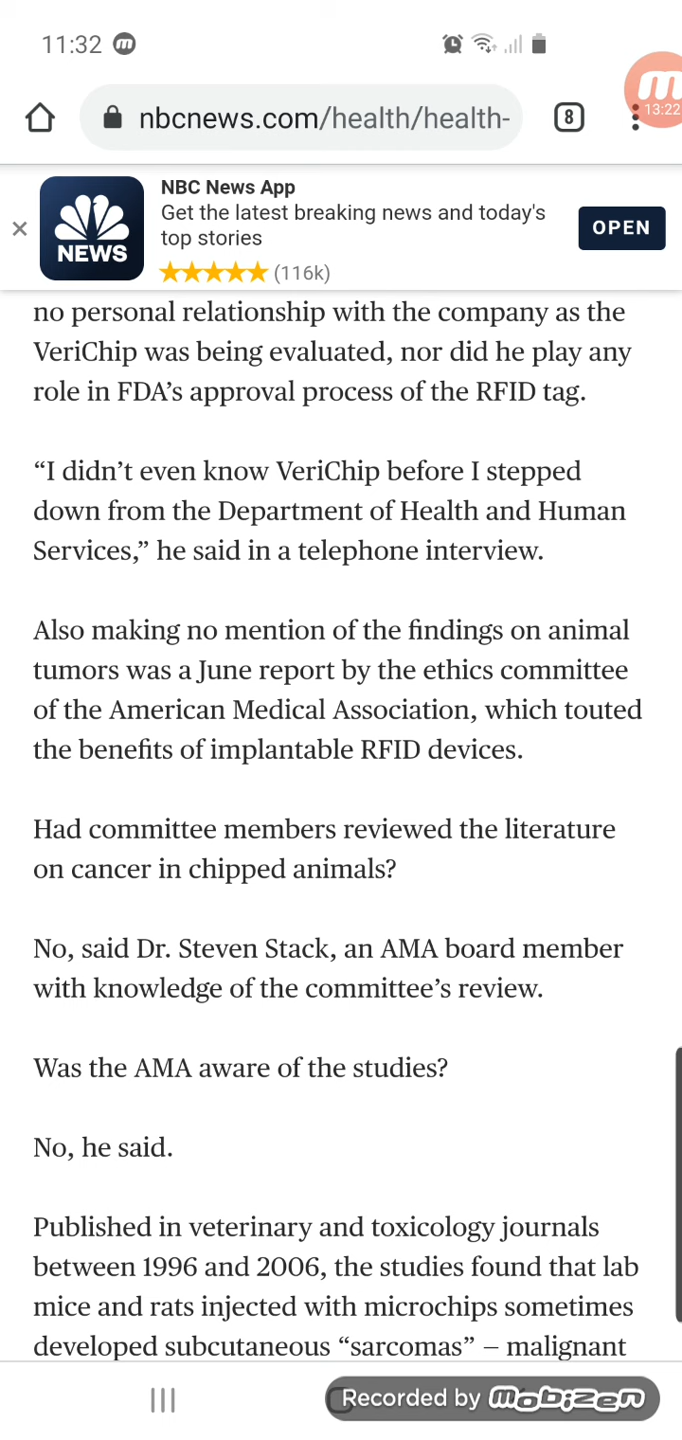 11:32 m
nbcnews.com/health/health-
8
m
13:22
NEWS
NBC News App
Get the latest breaking news and today's
top stories
(116k)
OPEN
no personal relationship with the company as the
VeriChip was being evaluated, nor did he play any
role in FDA’s approval process of the RFID tag.
“I didn’t even know VeriChip before I stepped
down from the Department of Health and Human
Services,” he said in a telephone interview.
Also making no mention of the findings on animal
tumors was a June report by the ethics committee
of the American Medical Association, which touted
the benefits of implantable RFID devices.
Had committee members reviewed the literature
on cancer in chipped animals?
No, said Dr. Steven Stack, an AMA board member
with knowledge of the committee’s review.
Was the AMA aware of the studies?
No, he said.
Published in veterinary and toxicology journals
between 1996 and 2006, the studies found that lab
mice and rats injected with microchips sometimes
developed subcutaneous “sarcomas” — malignant
Recorded by mobizen